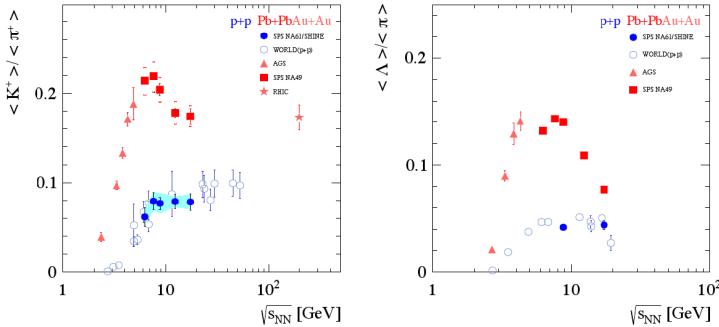 p+p Pb+PbAu+Au
SPS NA61/SHINE
WORLD(p+p)
AGS
SPS NA49
RHIC
< K+ > / < π+ >
0.2
0.1
0
1
10
10²
√sNN [GeV]
p+p Pb+PbAu+Au
SPS NA61/SHINE
WORLD(p+p)
AGS
SPS NA49
< Λ > / < π >
0.2
0.1
0
1
10
10²
√sNN [GeV]